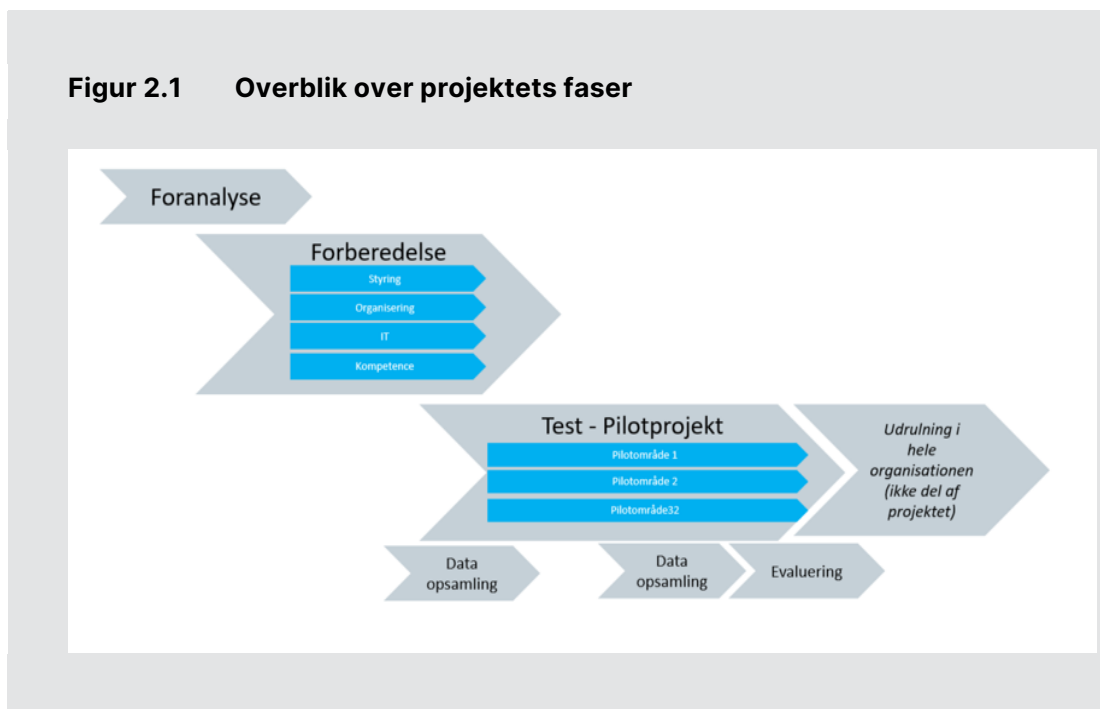 Figur 2.1 Overblik over projektets faser
Foranalyse
Forberedelse
Styring
Organisering
IT
Kompetence
Test - Pilotprojekt
Pilotområde 1
Pilotområde 2
Pilotområde32
Udrulning i
hele
organisationen
(ikke del af
projektet)
Data
opsamling
Data
opsamling
Evaluering